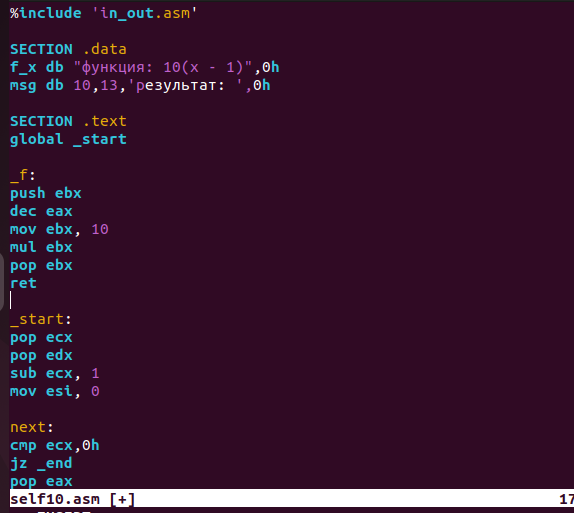 %include 'in_out.asm'
SECTION .data
f_x db "функция: 10(x - 1)",0h
msg db 10,13,'результат: ',0h
SECTION .text
global _start
_f:
push ebx
dec eax
mov ebx, 10
mul ebx
pop ebx
ret
_start:
pop ecx
pop edx
sub ecx, 1
mov esi, 0
next:
cmp ecx,0h
jz _end
pop eax
self10.asm [+] 17